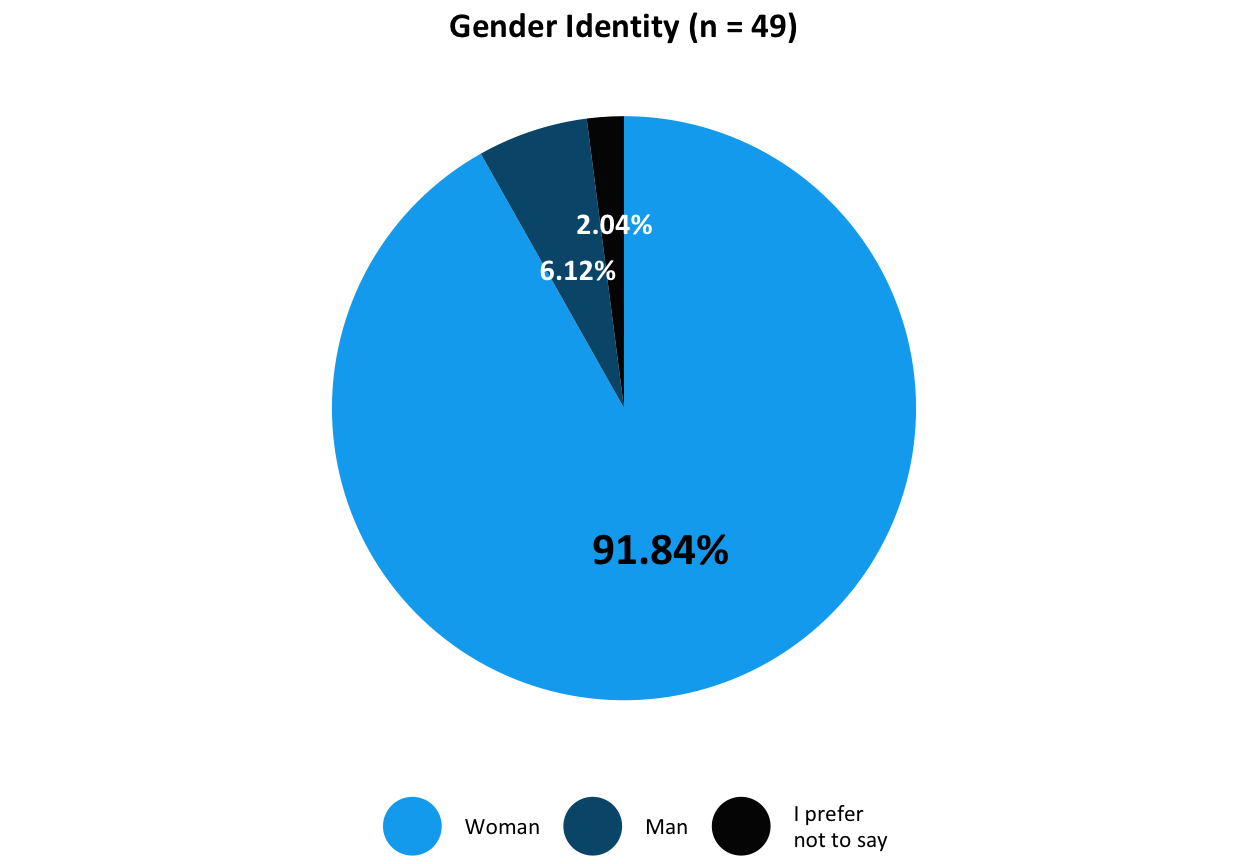 Gender Identity (n = 49)
2.04%
6.12%
91.84%
Woman
Man
I prefer
not to say